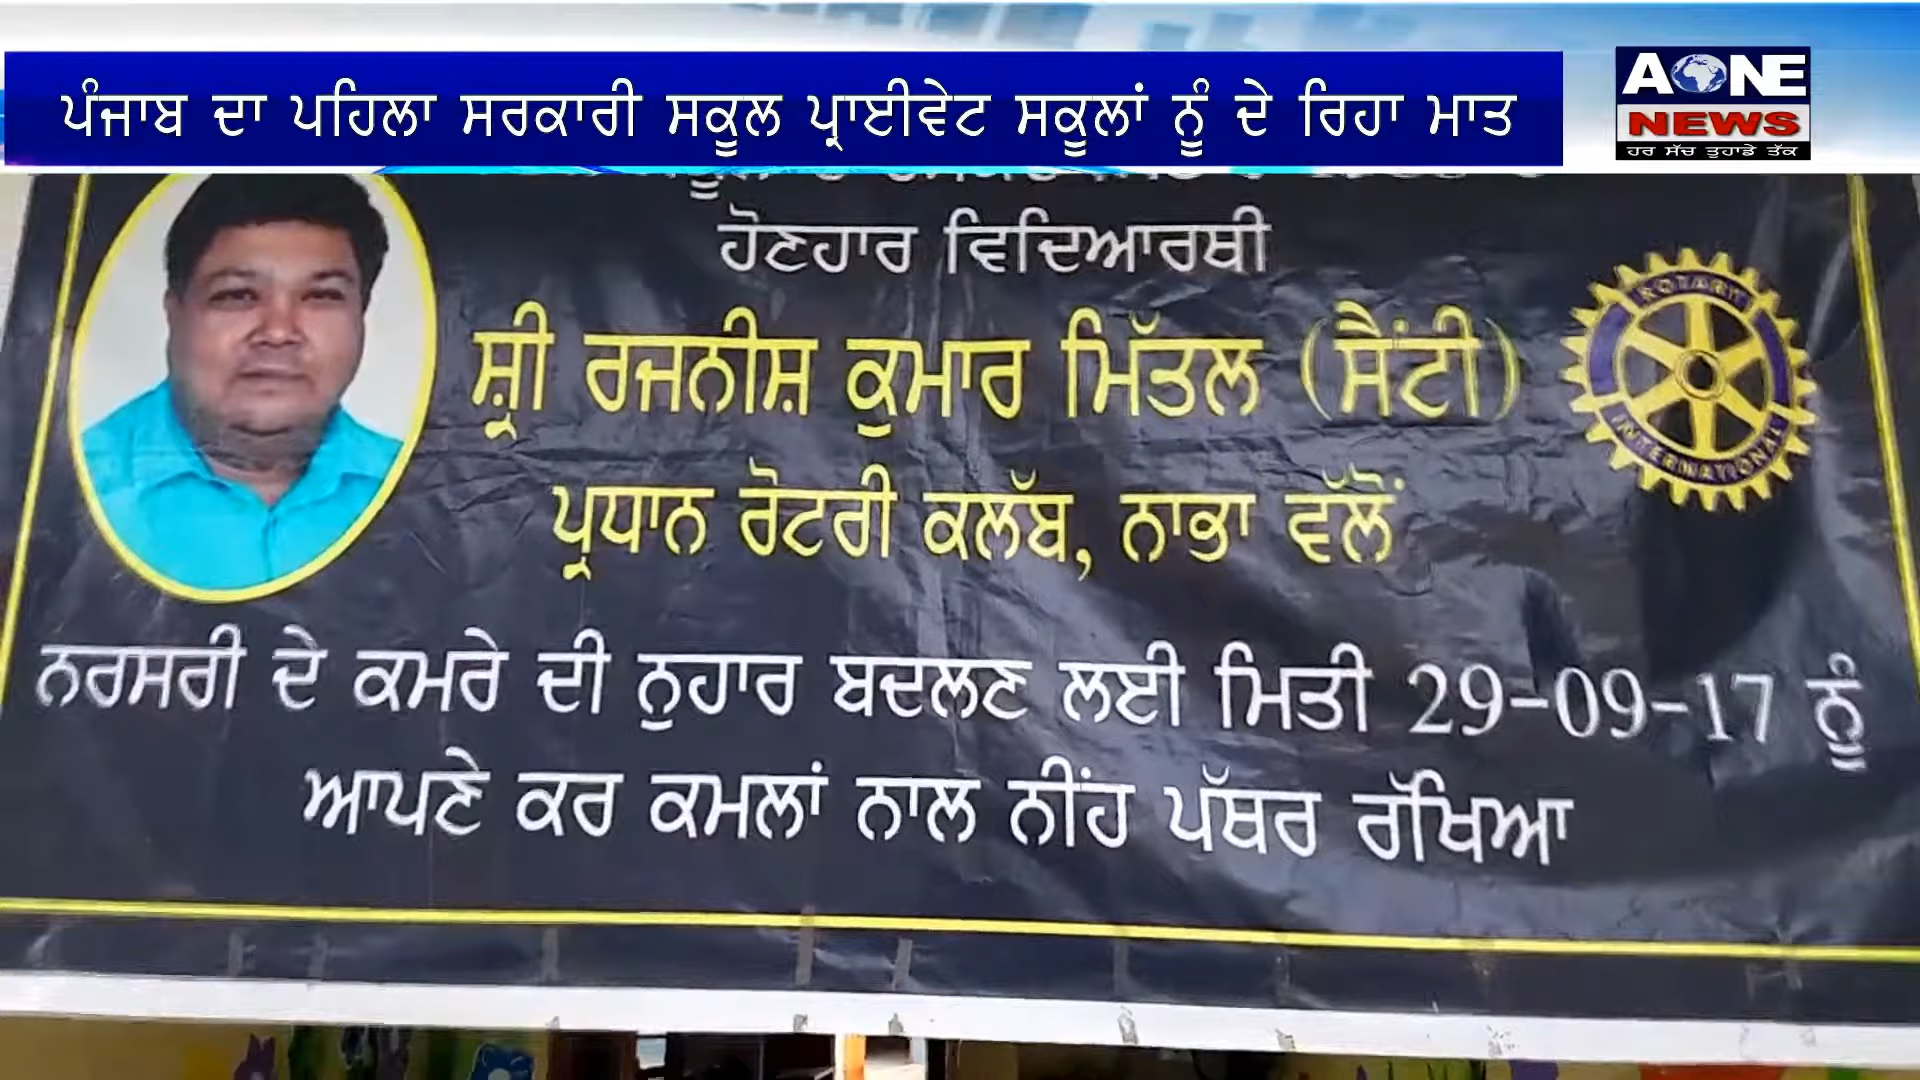 ਪੰਜਾਬ ਦਾ ਪਹਿਲਾ ਸਰਕਾਰੀ ਸਕੂਲ ਪ੍ਰਾਈਵੇਟ ਸਕੂਲਾਂ ਨੂੰ ਦੇ ਰਿਹਾ ਮਾਤ
AONE
NEWS
ਹਰ ਸੱਚ ਤੁਹਾਡੇ ਤੱਕ
ਹੋਣਹਾਰ ਵਿਦਿਆਰਥੀ
ਸ਼੍ਰੀ ਰਜਨੀਸ਼ ਕੁਮਾਰ ਮਿੱਤਲ (ਸੈਂਟੀ)
ROTARY
INTERNATIONAL
ਪ੍ਰਧਾਨ ਰੋਟਰੀ ਕਲੱਬ, ਨਾਭਾ ਵੱਲੋਂ
ਨਰਸਰੀ ਦੇ ਕਮਰੇ ਦੀ ਨੁਹਾਰ ਬਦਲਣ ਲਈ ਮਿਤੀ 29-09-17 ਨੂੰ
ਆਪਣੇ ਕਰ ਕਮਲਾਂ ਨਾਲ ਨੀਂਹ ਪੱਥਰ ਰੱਖਿਆ